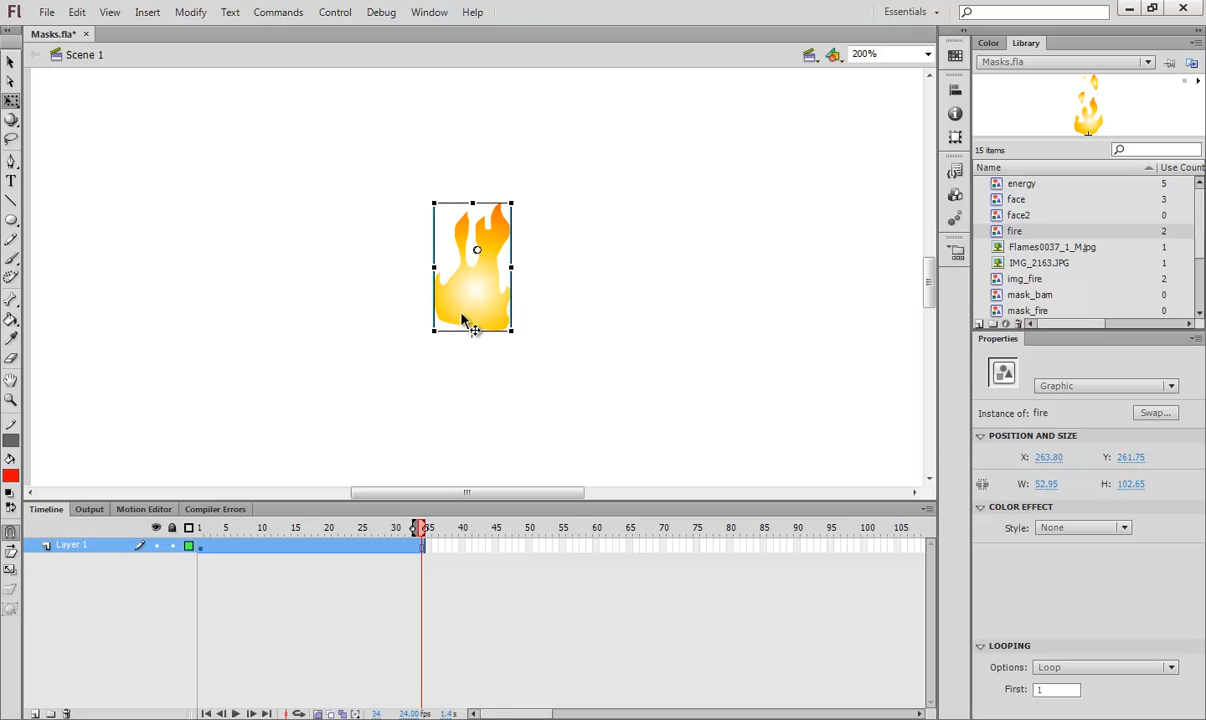 Fl File Edit View Insert Modify Text Commands Control Debug Window Help Essentials
Masks.fla* ×
Scene 1 200%
Color Library
Masks.fla
15 items
Name Use Count
energy 5
face 3
face2 0
fire 2
Flames0037_1_M.jpg 1
IMG_2163.JPG 1
img_fire 2
mask_bam 0
mask_fire 1
Properties
Graphic
Instance of: fire Swap...
POSITION AND SIZE
X: 263.80 Y: 261.75
W: 52.95 H: 102.65
COLOR EFFECT
Style: None
LOOPING
Options: Loop
First: 1
Timeline Output Motion Editor Compiler Errors
1 5 10 15 20 25 30 35 40 45 50 55 60 65 70 75 80 85 90 95 100 105
Layer 1
34 24.00 fps 1.4 s